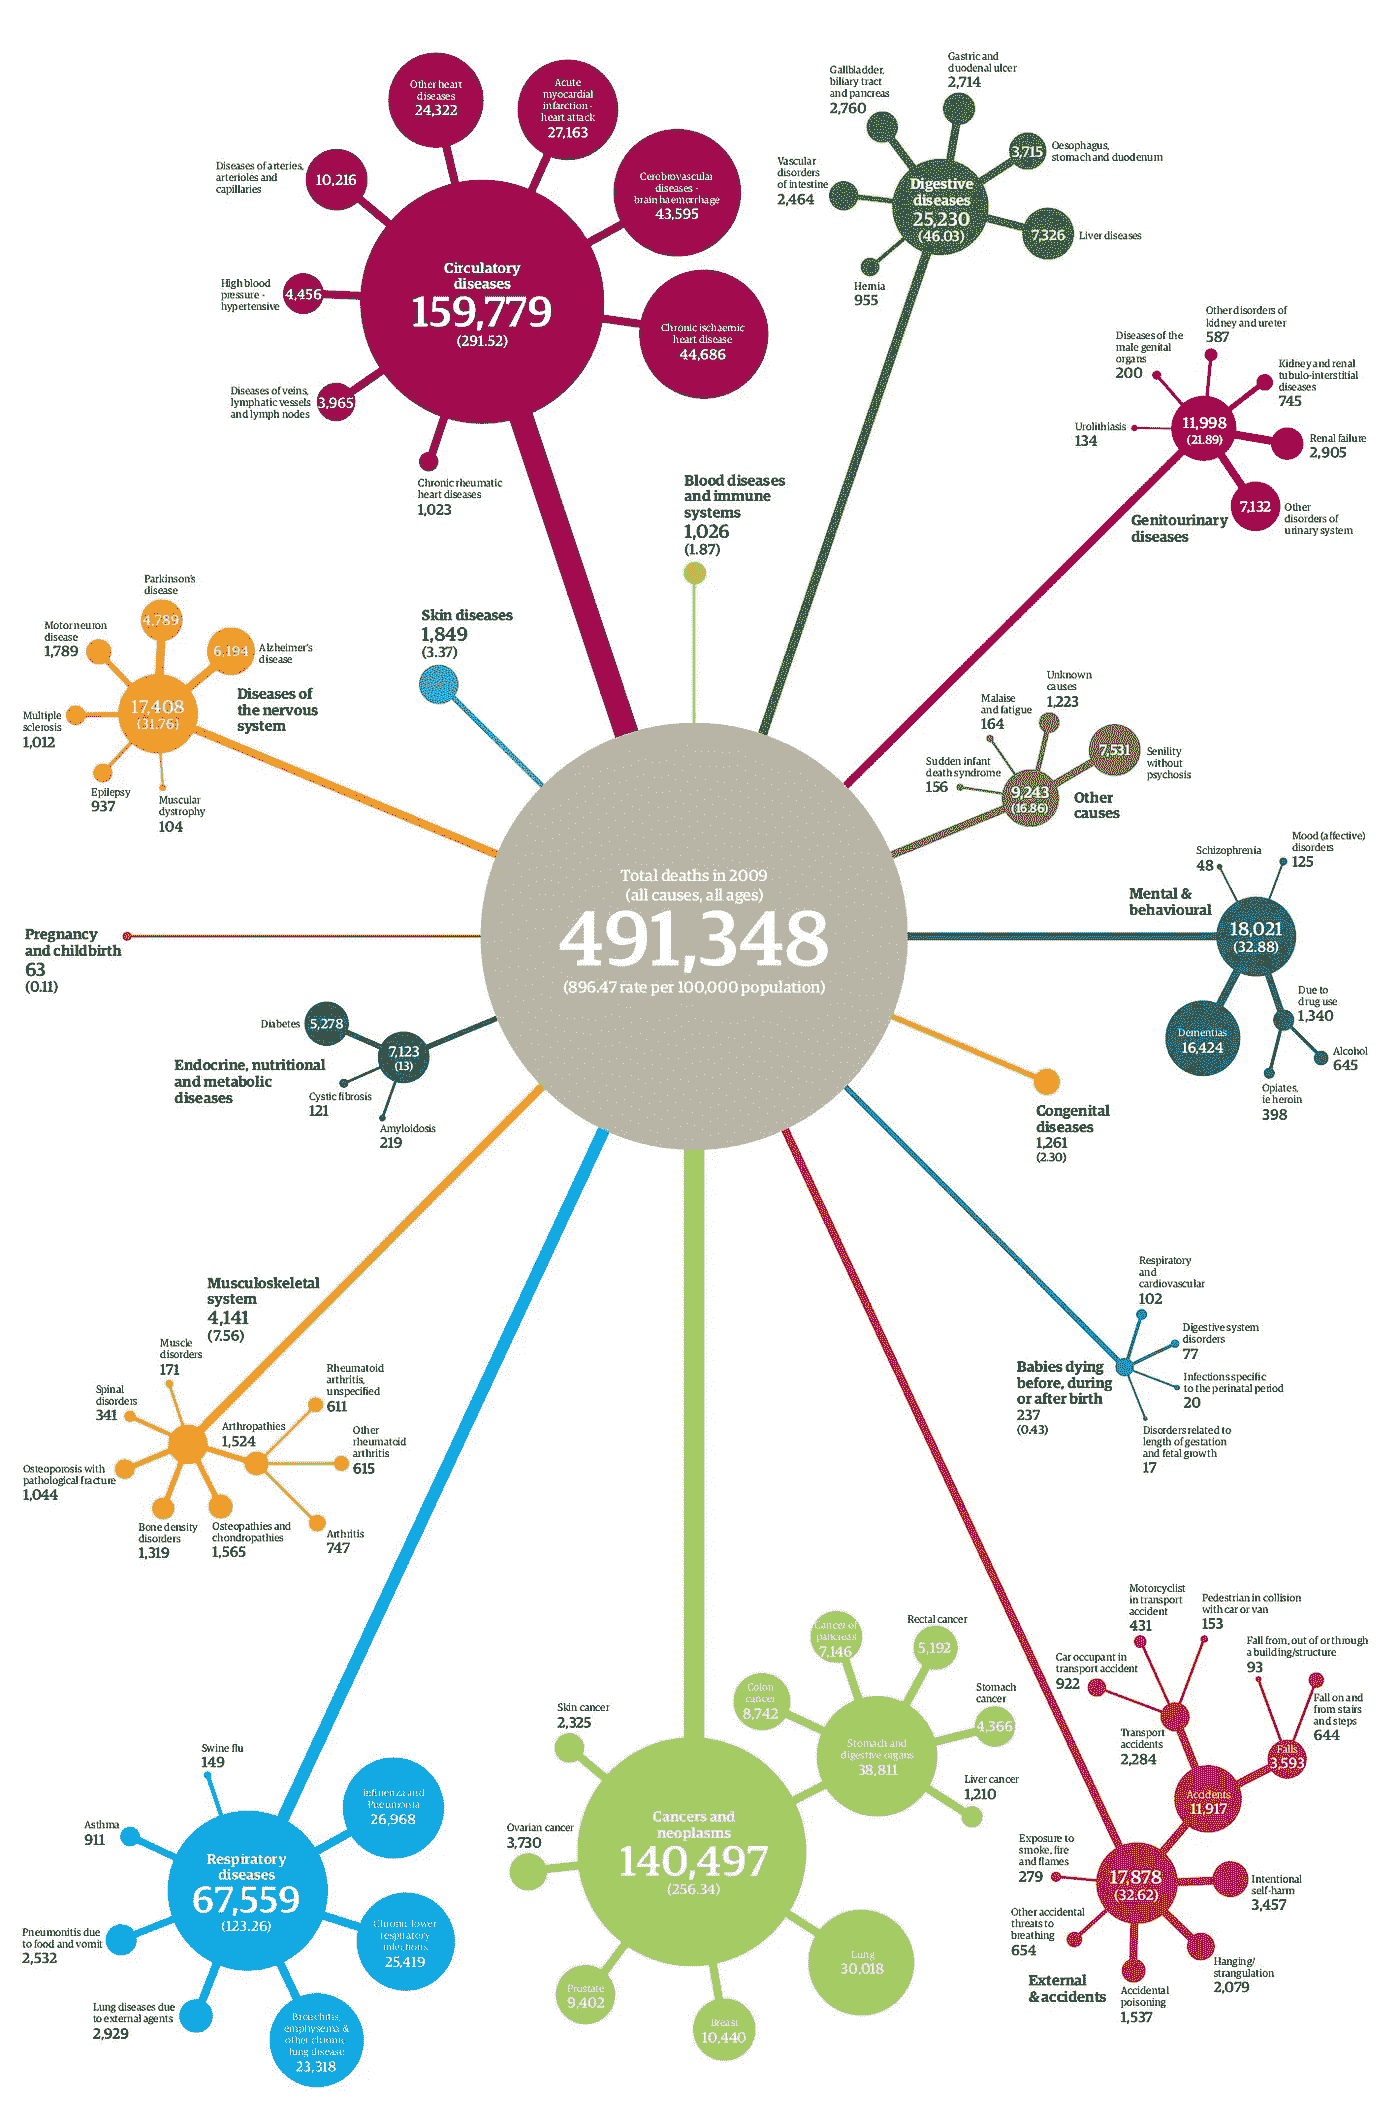 Other heart
diseases
24,322
Acute
myocardial
infarction -
heart attack
27,163
Cerebrovascular
diseases -
brain haemorrhage
43,595
Chronic ischaemic
heart disease
44,686
Diseases of arteries,
arterioles and
capillaries
10,216
High blood
pressure -
hypertensive
4,456
Diseases of veins,
lymphatic vessels
and lymph nodes
3,965
Chronic rheumatic
heart diseases
1,023
Circulatory
diseases
159,779
(291.52)
Gallbladder,
biliary tract
and pancreas
2,760
Gastric and
duodenal ulcer
2,714
3,715
Oesophagus,
stomach and duodenum
Vascular
disorders
of intestine
2,464
Digestive
diseases
25,230
(46.03)
7,326
Liver diseases
Hernia
955
Other disorders of
kidney and ureter
587
Diseases of the
male genital
organs
200
Kidney and renal
tubulo-interstitial
diseases
745
Urolithiasis
134
11,998
(21.89)
Renal failure
2,905
7,132
Other
disorders of
urinary system
Genitourinary
diseases
Blood diseases
and immune
systems
1,026
(1.87)
Skin diseases
1,849
(3.37)
Parkinson's
disease
4,789
Motor neuron
disease
1,789
6,194
Alzheimer's
disease
Diseases of
the nervous
system
17,408
(31.76)
Multiple
sclerosis
1,012
Epilepsy
937
Muscular
dystrophy
104
Unknown
causes
1,223
Malaise
and fatigue
164
Sudden infant
death syndrome
156
7,531
Senility
without
psychosis
9,243
(16.86)
Other
causes
Total deaths in 2009
(all causes, all ages)
491,348
(896.47 rate per 100,000 population)
Mood (affective)
disorders
125
Schizophrenia
48
Mental &
behavioural
18,021
(32.88)
Due to
drug use
1,340
Dementias
16,424
Alcohol
645
Opiates,
ie heroin
398
Pregnancy
and childbirth
63
(0.11)
Diabetes
5,278
7,123
(13)
Endocrine, nutritional
and metabolic
diseases
Cystic fibrosis
121
Amyloidosis
219
Congenital
diseases
1,261
(2.30)
Respiratory
and
cardiovascular
102
Digestive system
disorders
77
Infections specific
to the perinatal period
20
Disorders related to
length of gestation
and fetal growth
17
Babies dying
before, during
or after birth
237
(0.43)
Musculoskeletal
system
4,141
(7.56)
Muscle
disorders
171
Spinal
disorders
341
Rheumatoid
arthritis,
unspecified
611
Arthropathies
1,524
Other
rheumatoid
arthritis
615
Osteoporosis with
pathological fracture
1,044
Bone density
disorders
1,319
Osteopathies and
chondropathies
1,565
Arthritis
747
Swine flu
149
Asthma
911
Influenza and
Pneumonia
26,968
Respiratory
diseases
67,559
(123.26)
Pneumonitis due
to food and vomit
2,532
Chronic lower
respiratory
infections
25,419
Lung diseases due
to external agents
2,929
Bronchitis,
emphysema &
other chronic
lung disease
23,318
Cancer of
pancreas
7,146
Rectal cancer
5,192
Colon
cancer
8,742
Stomach
cancer
4,366
Stomach and
digestive organs
38,811
Liver cancer
1,210
Skin cancer
2,325
Ovarian cancer
3,730
Cancers and
neoplasms
140,497
(256.34)
Lung
30,018
Prostate
9,402
Breast
10,440
Motorcyclist
in transport
accident
431
Pedestrian in collision
with car or van
153
Fall from, out of or through
a building/structure
93
Car occupant in
transport accident
922
Fall on and
from stairs
and steps
644
Transport
accidents
2,284
Falls
3,593
Accidents
11,917
Exposure to
smoke, fire
and flames
279
17,878
(32.62)
Intentional
self-harm
3,457
Other accidental
threats to
breathing
654
Hanging/
strangulation
2,079
External
& accidents
Accidental
poisoning
1,537